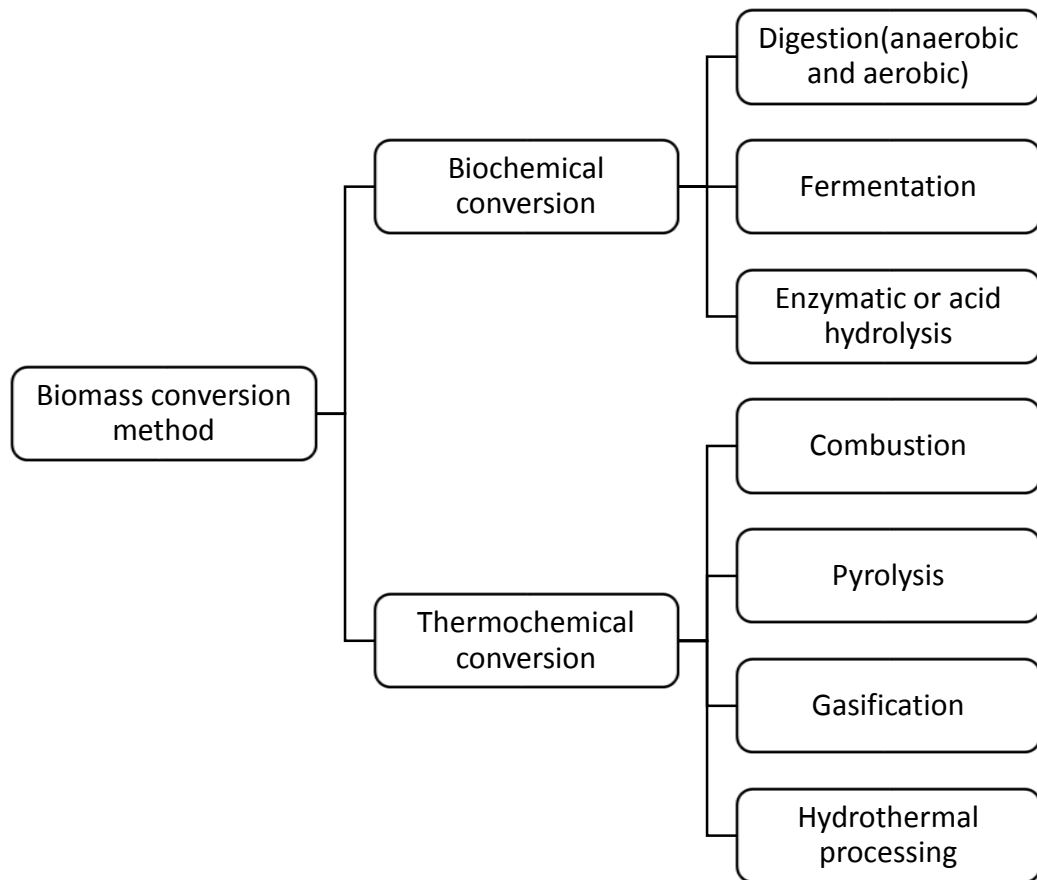 Digestion(anaerobic
and aerobic)
Biochemical
conversion
Fermentation
Enzymatic or acid
hydrolysis
Biomass conversion
method
Combustion
Pyrolysis
Thermochemical
conversion
Gasification
Hydrothermal
processing